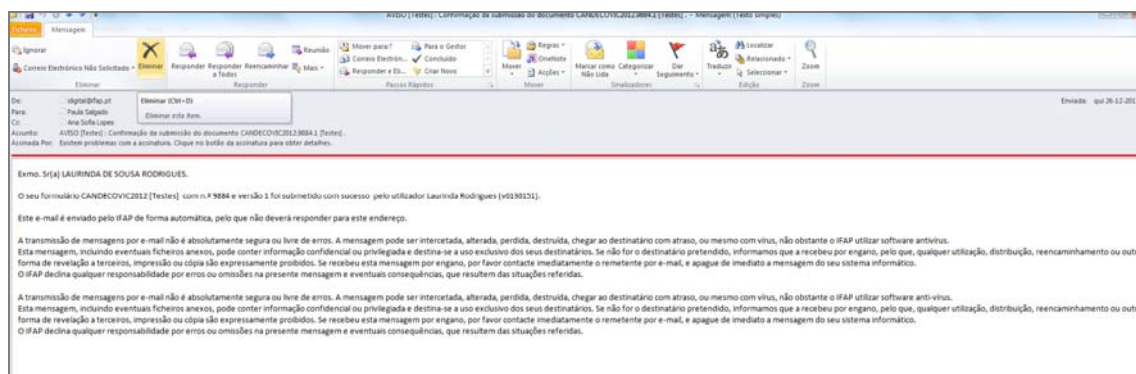 AVISO [Testes] : Confirmação da submissão do documento CANDECOVIC2012.9884.1 [Testes] . - Mensagem (Texto simples)
Ficheiro Mensagem
Ignorar
Correio Electrónico Não Solicitado
Eliminar
Eliminar
Responder
Responder a Todos
Reencaminhar
Reunião
Mais
Responder
Mover para:?
Correio Electrón...
Responder e Eli...
Para o Gestor
Concluído
Criar Novo
Passos Rápidos
Mover
Regras
OneNote
Acções
Mover
Marcar como Não Lida
Categorizar
Dar Seguimento
Sinalizadores
Traduzir
Localizar
Relacionado
Seleccionar
Edição
Zoom
Zoom
Eliminar (Ctrl+D)
Eliminar este item.
De: digital@ifap.pt
Enviada: qui 26-12-201
Para: Paula Salgado
Cc: Ana Sofia Lopes
Assunto: AVISO [Testes] : Confirmação da submissão do documento CANDECOVIC2012.9884.1 [Testes] .
Assinada Por: Existem problemas com a assinatura. Clique no botão da assinatura para obter detalhes.
Exmo. Sr(a) LAURINDA DE SOUSA RODRIGUES.
O seu formulário CANDECOVIC2012 [Testes] com n.º 9884 e versão 1 foi submetido com sucesso pelo utilizador Laurinda Rodrigues (v0130151).
Este e-mail é enviado pelo IFAP de forma automática, pelo que não deverá responder para este endereço.
A transmissão de mensagens por e-mail não é absolutamente segura ou livre de erros. A mensagem pode ser intercetada, alterada, perdida, destruída, chegar ao destinatário com atraso, ou mesmo com vírus, não obstante o IFAP utilizar software antivírus.
Esta mensagem, incluindo eventuais ficheiros anexos, pode conter informação confidencial ou privilegiada e destina-se a uso exclusivo dos seus destinatários. Se não for o destinatário pretendido, informamos que a recebeu por engano, pelo que, qualquer utilização, distribuição, reencaminhamento ou outr
forma de revelação a terceiros, impressão ou cópia são expressamente proibidos. Se recebeu esta mensagem por engano, por favor contacte imediatamente o remetente por e-mail, e apague de imediato a mensagem do seu sistema informático.
O IFAP declina qualquer responsabilidade por erros ou omissões na presente mensagem e eventuais consequências, que resultem das situações referidas.
A transmissão de mensagens por e-mail não é absolutamente segura ou livre de erros. A mensagem pode ser intercetada, alterada, perdida, destruída, chegar ao destinatário com atraso, ou mesmo com vírus, não obstante o IFAP utilizar software anti-vírus.
Esta mensagem, incluindo eventuais ficheiros anexos, pode conter informação confidencial ou privilegiada e destina-se a uso exclusivo dos seus destinatários. Se não for o destinatário pretendido, informamos que a recebeu por engano, pelo que, qualquer utilização, distribuição, reencaminhamento ou outr
forma de revelação a terceiros, impressão ou cópia são expressamente proibidos. Se recebeu esta mensagem por engano, por favor contacte imediatamente o remetente por e-mail, e apague de imediato a mensagem do seu sistema informático.
O IFAP declina qualquer responsabilidade por erros ou omissões na presente mensagem e eventuais consequências, que resultem das situações referidas.